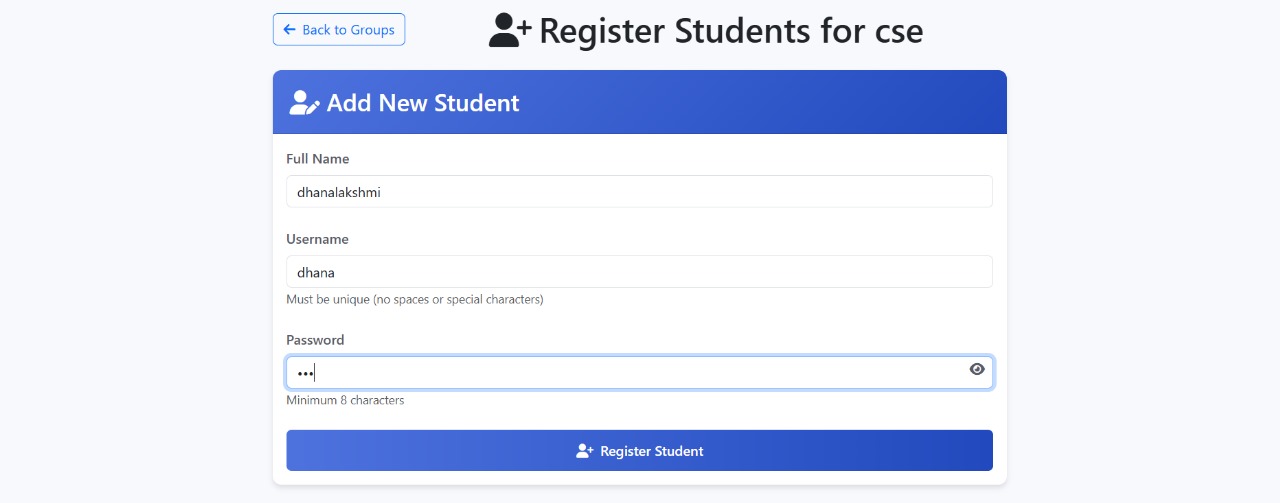 Back to Groups
Register Students for cse
Add New Student
Full Name
dhanalakshmi
Username
dhana
Must be unique (no spaces or special characters)
Password
•••
Minimum 8 characters
Register Student